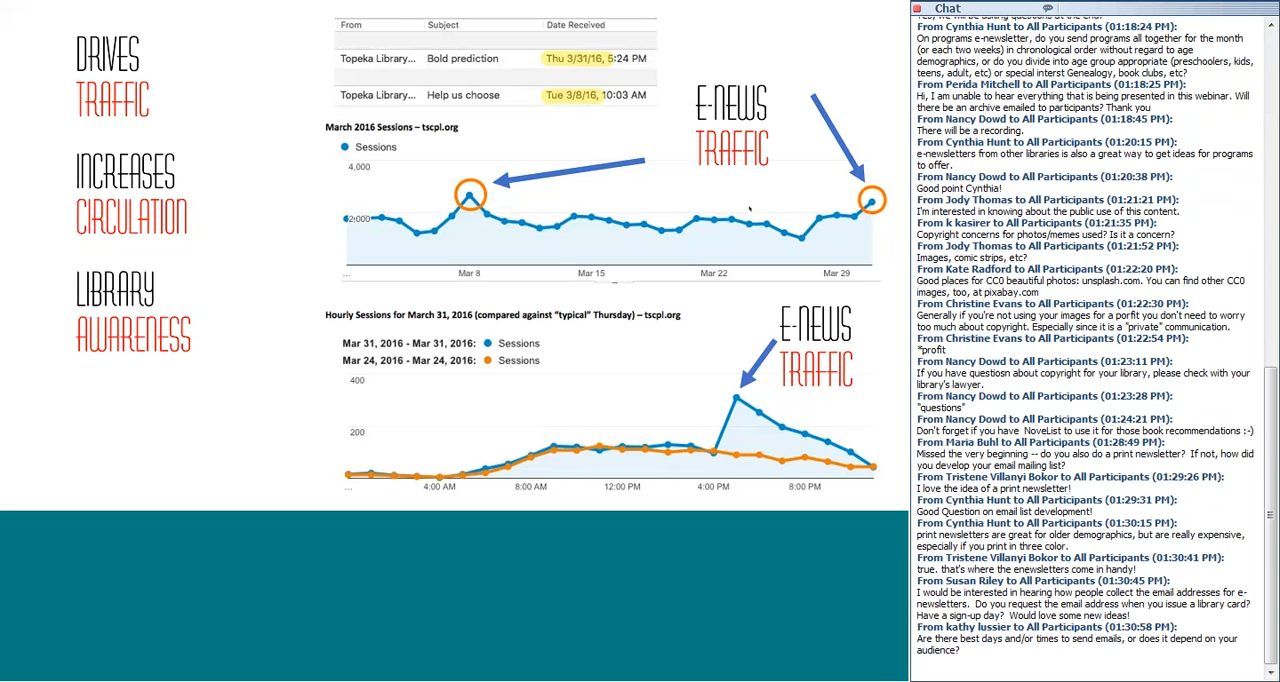 DRIVES
TRAFFIC
INCREASES
CIRCULATION
LIBRARY
AWARENESS
From Subject Date Received
Topeka Library... Bold prediction Thu 3/31/16, 5:24 PM
Topeka Library... Help us choose Tue 3/8/16, 10:03 AM
E-NEWS
TRAFFIC
March 2016 Sessions – tscpl.org
Sessions
4,000
2,000
... Mar 8 Mar 15 Mar 22 Mar 29
Hourly Sessions for March 31, 2016 (compared against "typical" Thursday) – tscpl.org
Mar 31, 2016 - Mar 31, 2016: Sessions
Mar 24, 2016 - Mar 24, 2016: Sessions
E-NEWS
TRAFFIC
400
200
... 4:00 AM 8:00 AM 12:00 PM 4:00 PM 8:00 PM
Chat
From Cynthia Hunt to All Participants (01:18:24 PM):
On programs e-newsletter, do you send programs all together for the month
(or each two weeks) in chronological order without regard to age
demographics, or do you divide into age group appropriate (preschoolers, kids,
teens, adult, etc) or special interst Genealogy, book clubs, etc?
From Perida Mitchell to All Participants (01:18:25 PM):
Hi, I am unable to hear everything that is being presented in this webinar. Will
there be an archive emailed to participants? Thank you
From Nancy Dowd to All Participants (01:18:45 PM):
There will be a recording.
From Cynthia Hunt to All Participants (01:20:15 PM):
e-newsletters from other libraries is also a great way to get ideas for programs
to offer.
From Nancy Dowd to All Participants (01:20:38 PM):
Good point Cynthia!
From Jody Thomas to All Participants (01:21:21 PM):
I'm interested in knowing about the public use of this content.
From k kasirer to All Participants (01:21:35 PM):
Copyright concerns for photos/memes used? Is it a concern?
From Jody Thomas to All Participants (01:21:52 PM):
Images, comic strips, etc?
From Kate Radford to All Participants (01:22:20 PM):
Good places for CC0 beautiful photos: unsplash.com. You can find other CC0
images, too, at pixabay.com
From Christine Evans to All Participants (01:22:30 PM):
Generally if you're not using your images for a porfit you don't need to worry
too much about copyright. Especially since it is a "private" communication.
From Christine Evans to All Participants (01:22:54 PM):
*profit
From Nancy Dowd to All Participants (01:23:11 PM):
If you have questiosn about copyright for your library, please check with your
library's lawyer.
From Nancy Dowd to All Participants (01:23:28 PM):
"questions"
From Nancy Dowd to All Participants (01:24:21 PM):
Don't forget if you have NoveList to use it for those book recommendations :-)
From Maria Buhl to All Participants (01:28:49 PM):
Missed the very beginning -- do you also do a print newsletter? If not, how did
you develop your email mailing list?
From Tristene Villanyi Bokor to All Participants (01:29:26 PM):
I love the idea of a print newsletter!
From Cynthia Hunt to All Participants (01:29:31 PM):
Good Question on email list development!
From Cynthia Hunt to All Participants (01:30:15 PM):
print newsletters are great for older demographics, but are really expensive,
especially if you print in three color.
From Tristene Villanyi Bokor to All Participants (01:30:41 PM):
true. that's where the enewsletters come in handy!
From Susan Riley to All Participants (01:30:45 PM):
I would be interested in hearing how people collect the email addresses for e-
newsletters. Do you request the email address when you issue a library card?
Have a sign-up day? Would love some new ideas!
From kathy lussier to All Participants (01:30:58 PM):
Are there best days and/or times to send emails, or does it depend on your
audience?